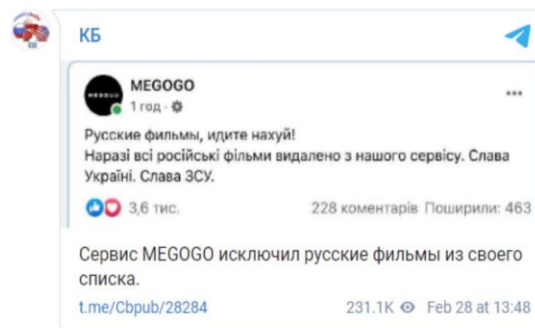 КБ
MEGOGO
1 год ·
Русские фильмы, идите нахуй!
Наразі всі російські фільми видалено з нашого сервісу. Слава
Україні. Слава ЗСУ.
3,6 тис. 228 коментарів Поширили: 463
Сервис MEGOGO исключил русские фильмы из своего
списка.
t.me/Cbpub/28284 231.1K Feb 28 at 13:48